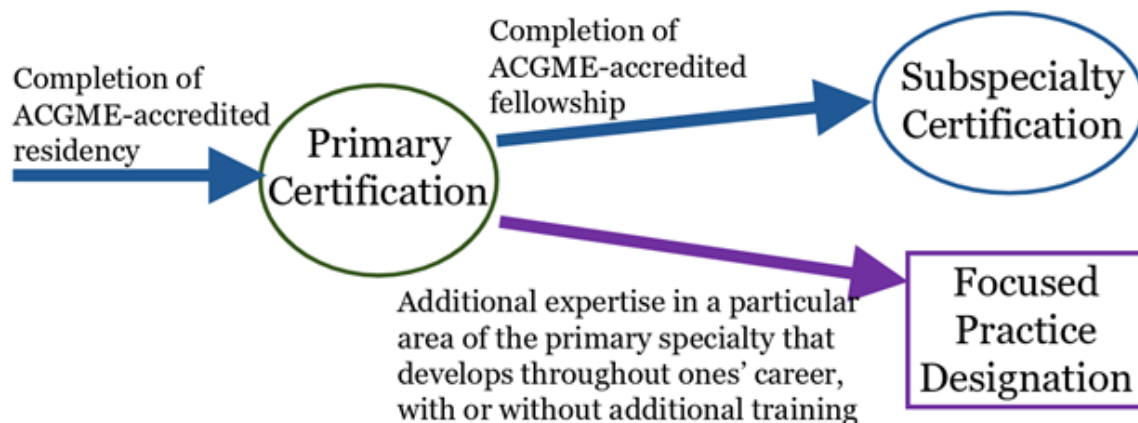 Completion of
ACGME-accredited
residency
Primary
Certification
Completion of
ACGME-accredited
fellowship
Subspecialty
Certification
Additional expertise in a particular
area of the primary specialty that
develops throughout ones’ career,
with or without additional training
Focused
Practice
Designation